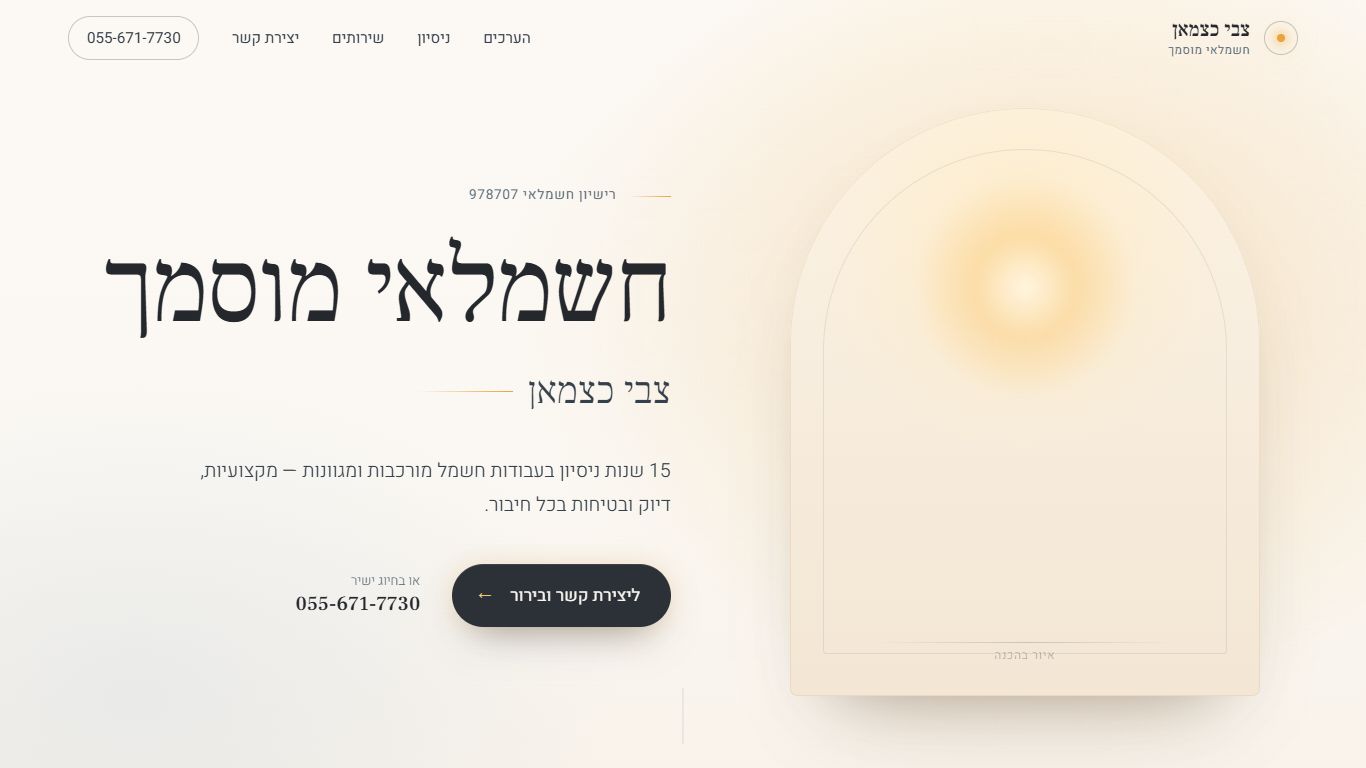 צבי כצמאן
חשמלאי מוסמך
הערכים
ניסיון
שירותים
יצירת קשר
055-671-7730
רישיון חשמלאי 978707
חשמלאי מוסמך
צבי כצמאן
15 שנות ניסיון בעבודות חשמל מורכבות ומגוונות — מקצועיות,
דיוק ובטיחות בכל חיבור.
ליצירת קשר ובירור ←
או בחיוג ישיר
055-671-7730
איור בהכנה